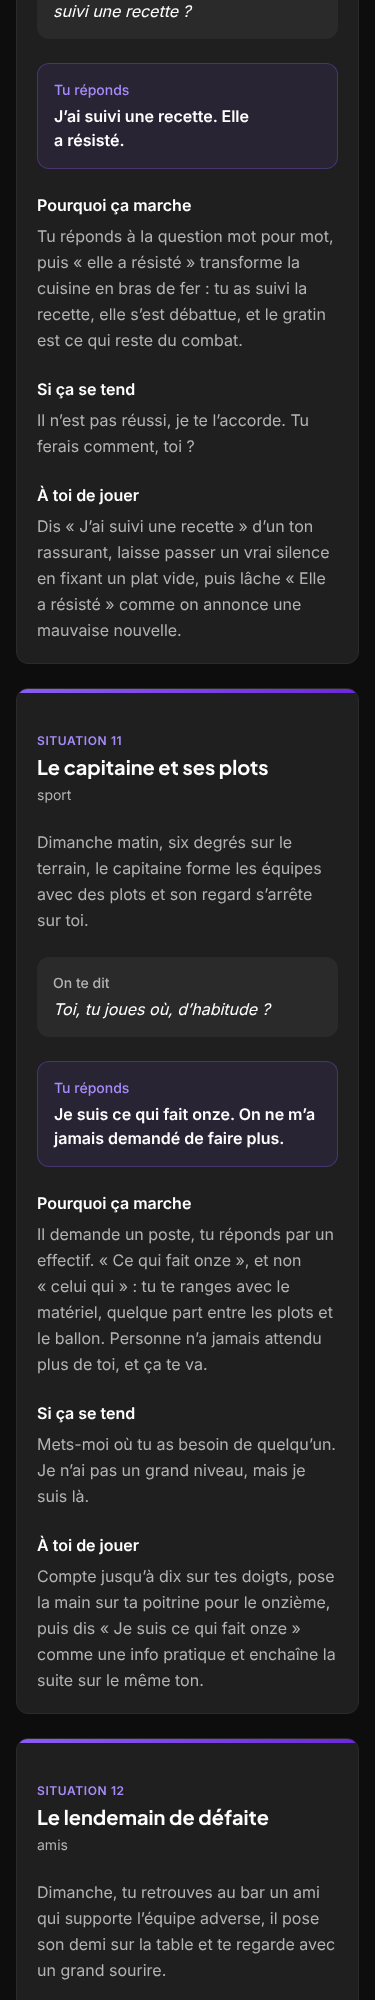 suivi une recette ?
Tu réponds
J’ai suivi une recette. Elle
a résisté.
Pourquoi ça marche
Tu réponds à la question mot pour mot,
puis « elle a résisté » transforme la
cuisine en bras de fer : tu as suivi la
recette, elle s’est débattue, et le gratin
est ce qui reste du combat.
Si ça se tend
Il n’est pas réussi, je te l’accorde. Tu
ferais comment, toi ?
À toi de jouer
Dis « J’ai suivi une recette » d’un ton
rassurant, laisse passer un vrai silence
en fixant un plat vide, puis lâche « Elle
a résisté » comme on annonce une
mauvaise nouvelle.
SITUATION 11
Le capitaine et ses plots
sport
Dimanche matin, six degrés sur le
terrain, le capitaine forme les équipes
avec des plots et son regard s’arrête
sur toi.
On te dit
Toi, tu joues où, d’habitude ?
Tu réponds
Je suis ce qui fait onze. On ne m’a
jamais demandé de faire plus.
Pourquoi ça marche
Il demande un poste, tu réponds par un
effectif. « Ce qui fait onze », et non
« celui qui » : tu te ranges avec le
matériel, quelque part entre les plots et
le ballon. Personne n’a jamais attendu
plus de toi, et ça te va.
Si ça se tend
Mets-moi où tu as besoin de quelqu’un.
Je n’ai pas un grand niveau, mais je
suis là.
À toi de jouer
Compte jusqu’à dix sur tes doigts, pose
la main sur ta poitrine pour le onzième,
puis dis « Je suis ce qui fait onze »
comme une info pratique et enchaîne la
suite sur le même ton.
SITUATION 12
Le lendemain de défaite
amis
Dimanche, tu retrouves au bar un ami
qui supporte l’équipe adverse, il pose
son demi sur la table et te regarde avec
un grand sourire.